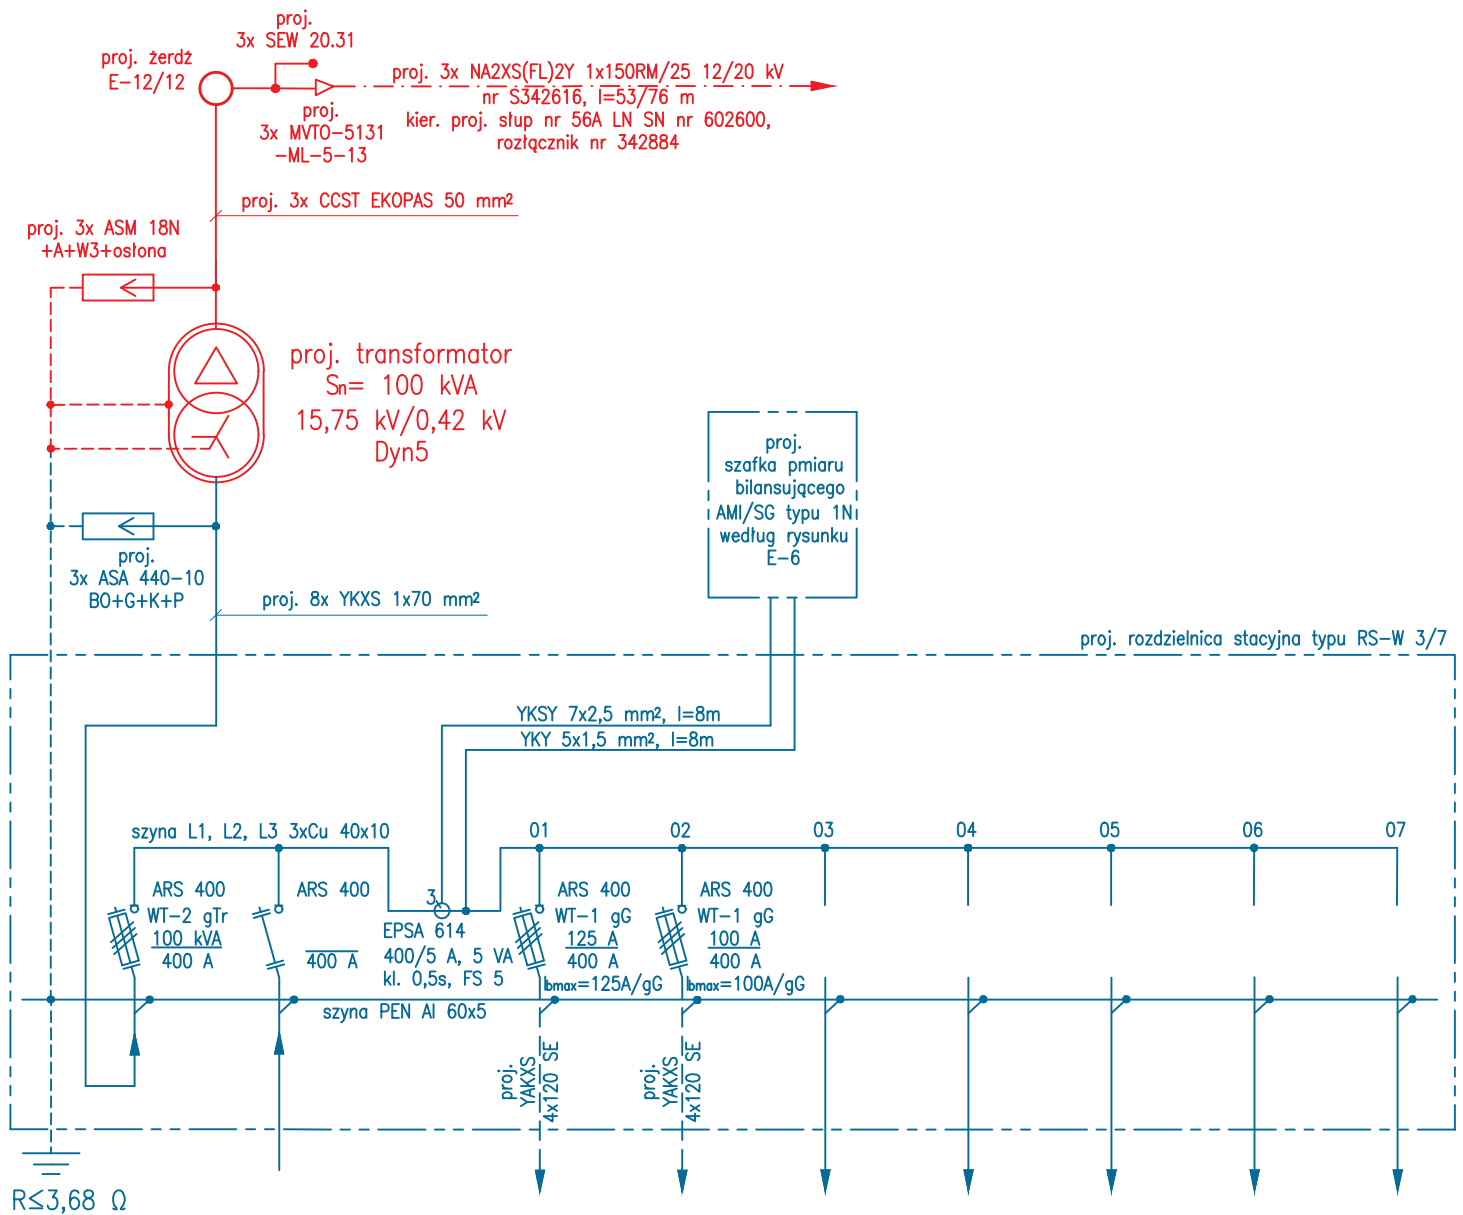 proj.
3x SEW 20.31
proj. żerdź
E-12/12
proj. 3x NA2XS(FL)2Y 1x150RM/25 12/20 kV
nr S342616, l=53/76 m
kier. proj. słup nr 56A LN SN nr 602600,
rozłącznik nr 342884
proj.
3x MVTO-5131
-ML-5-13
proj. 3x CCST EKOPAS 50 mm²
proj. 3x ASM 18N
+A+W3+osłona
proj. transformator
Sn= 100 kVA
15,75 kV/0,42 kV
Dyn5
proj.
szafka pmiaru
bilansującego
AMI/SG typu 1N
według rysunku
E-6
proj.
3x ASA 440-10
BO+G+K+P
proj. 8x YKXS 1x70 mm²
proj. rozdzielnica stacyjna typu RS-W 3/7
YKSY 7x2,5 mm², l=8m
YKY 5x1,5 mm², l=8m
szyna L1, L2, L3 3xCu 40x10
01
02
03
04
05
06
07
ARS 400
WT-2 gTr
100 kVA
400 A
ARS 400
400 A
3
EPSA 614
400/5 A, 5 VA
kl. 0,5s, FS 5
ARS 400
WT-1 gG
125 A
400 A
Ibmax=125A/gG
ARS 400
WT-1 gG
100 A
400 A
Ibmax=100A/gG
szyna PEN Al 60x5
proj.
YAKXS
4x120 SE
proj.
YAKXS
4x120 SE
R≤3,68 Ω